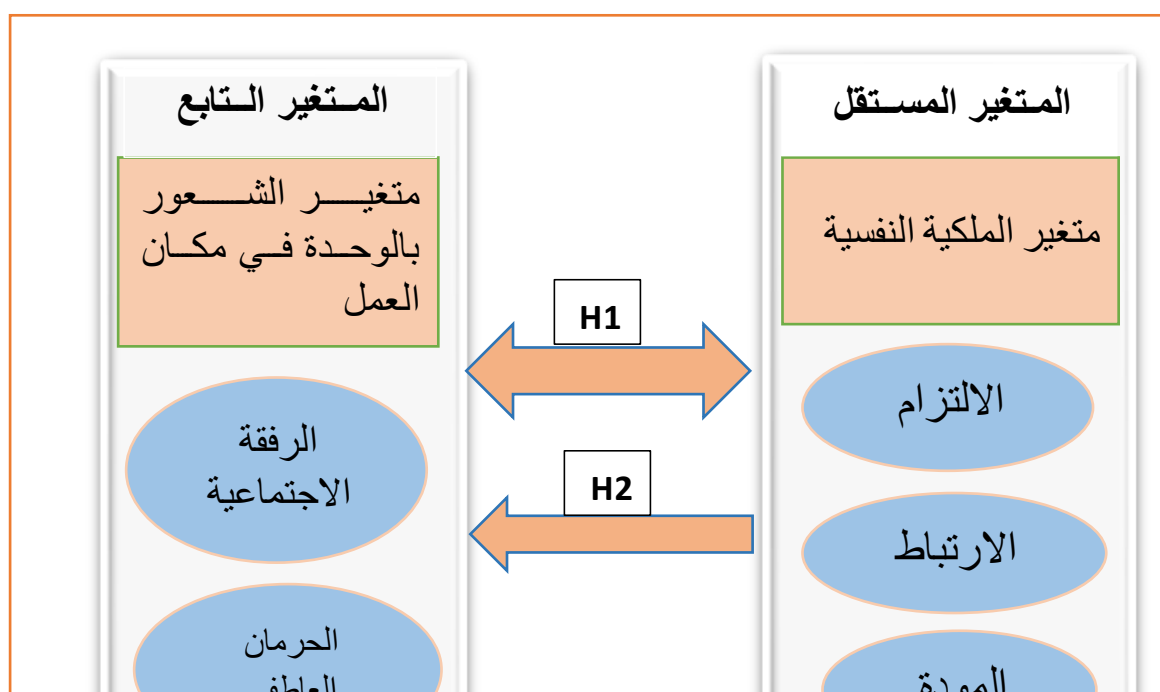 المتغير المستقل
متغير الملكية النفسية
الالتزام
الارتباط
المودة
H1
H2
المتغير التابع
متغير الشعور
بالوحدة في مكان
العمل
الرفقة
الاجتماعية
الحرمان